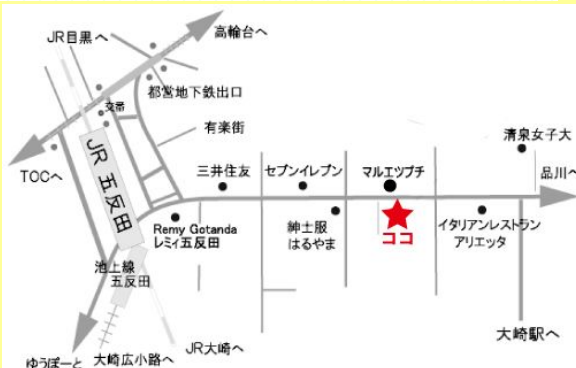 JR目黒へ
高輪台へ
都営地下鉄出口
交番
有楽街
TOCへ
JR 五反田
三井住友
セブンイレブン
マルエツプチ
清泉女子大
品川へ
Remy Gotanda
レミィ五反田
紳士服
はるやま
ココ
イタリアンレストラン
アリエッタ
池上線
五反田
ゆうぽーと
大崎広小路へ
JR大崎へ
大崎駅へ